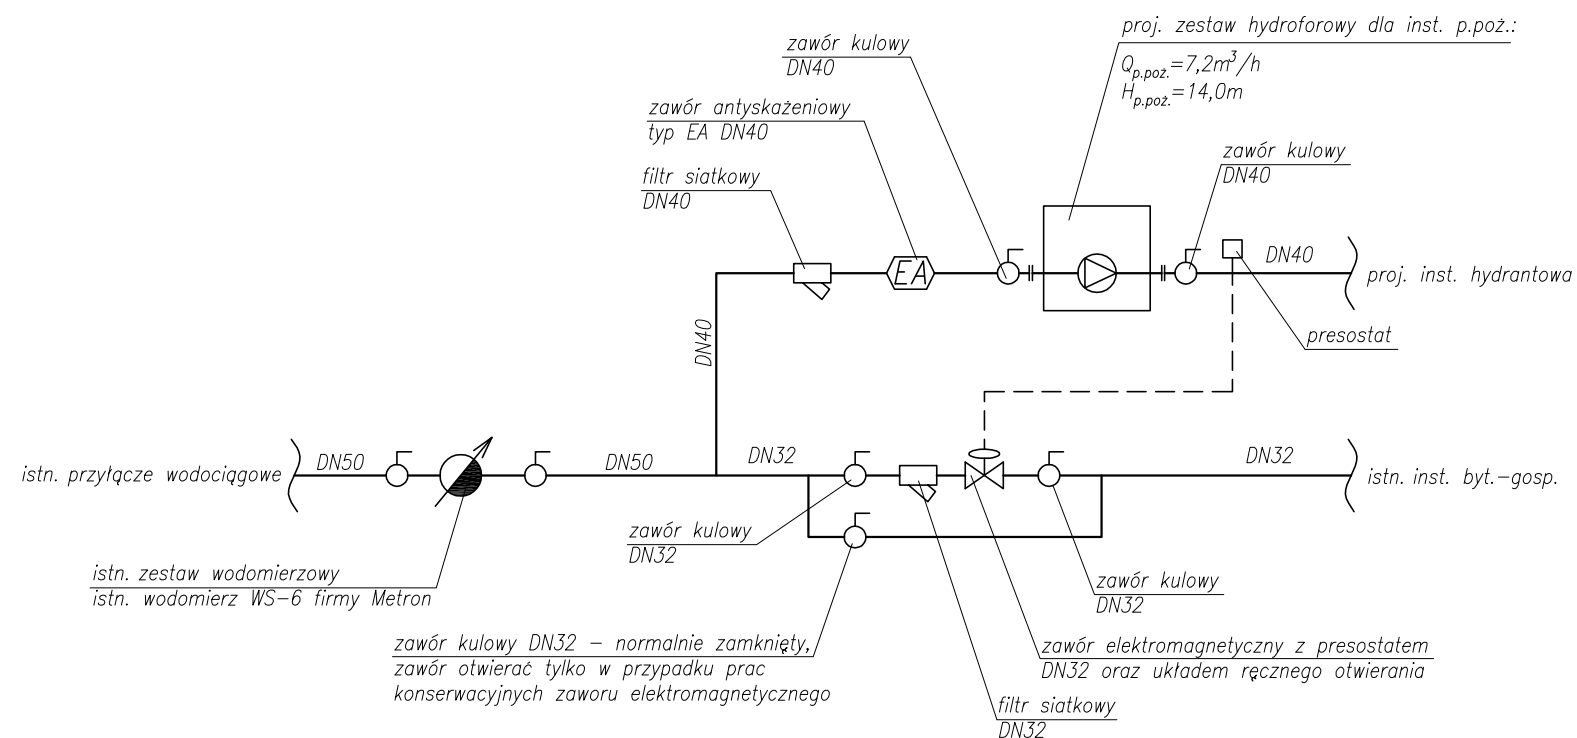 proj. zestaw hydroforowy dla inst. p.poż.:
Qp.poż.=7,2m³/h
Hp.poż.=14,0m
zawór kulowy
DN40
zawór antyskażeniowy
typ EA DN40
filtr siatkowy
DN40
zawór kulowy
DN40
EA
DN40
proj. inst. hydrantowa
presostat
DN40
istn. przyłącze wodociągowe
DN50
DN50
DN32
DN32
istn. inst. byt.-gosp.
zawór kulowy
DN32
istn. zestaw wodomierzowy
istn. wodomierz WS-6 firmy Metron
zawór kulowy
DN32
zawór kulowy DN32 – normalnie zamknięty,
zawór otwierać tylko w przypadku prac
konserwacyjnych zaworu elektromagnetycznego
zawór elektromagnetyczny z presostatem
DN32 oraz układem ręcznego otwierania
filtr siatkowy
DN32